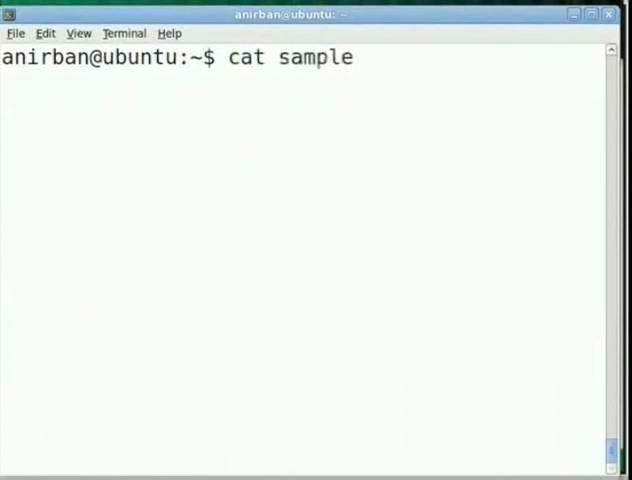 anirban@ubuntu: ~
File Edit View Terminal Help
anirban@ubuntu:~$ cat sample